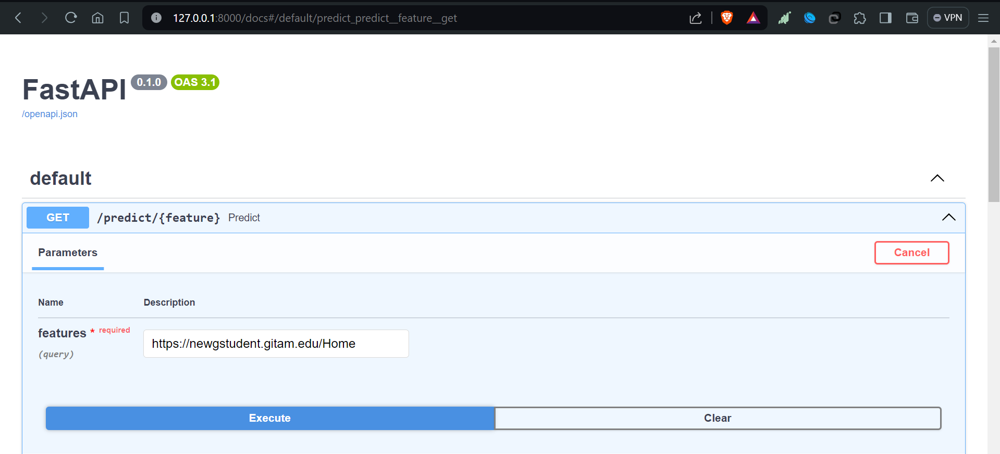 127.0.0.1:8000/docs#/default/predict_predict__feature__get
VPN
FastAPI 0.1.0 OAS 3.1
/openapi.json
default
GET /predict/{feature} Predict
Parameters
Cancel
Name Description
features * required
https://newgstudent.gitam.edu/Home
(query)
Execute
Clear